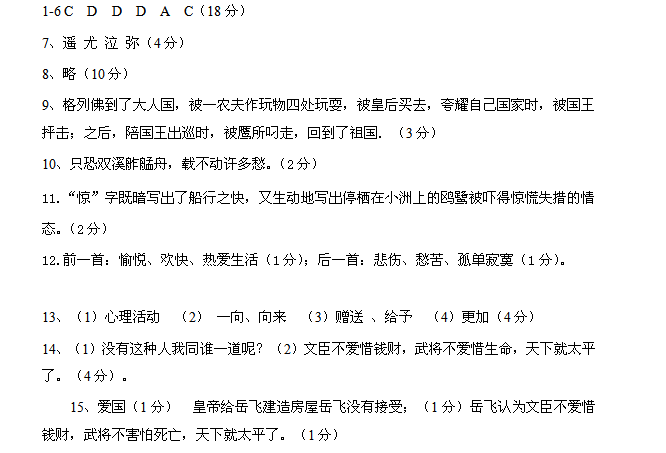 1-6 C D D D A C（18 分）
7、遥 尤 泣 弥（4 分）
8、略（10 分）
9、格列佛到了大人国，被一农夫作玩物四处玩耍，被皇后买去，夸耀自己国家时，被国王
抨击；之后，陪国王出巡时，被鹰所叼走，回到了祖国．（3 分）
10、只恐双溪舴艋舟，载不动许多愁。（2 分）
11.“惊”字既暗写出了船行之快，又生动地写出停栖在小洲上的鸥鹭被吓得惊慌失措的情
态。（2 分）
12.前一首：愉悦、欢快、热爱生活（1 分）；后一首：悲伤、愁苦、孤单寂寞（1 分）。
13、（1）心理活动 （2） 一向、向来 （3）赠送 、给予 （4）更加（4 分）
14、（1）没有这种人我同谁一道呢？（2）文臣不爱惜钱财，武将不爱惜生命，天下就太平
了。（4 分）。
15、爱国（1 分） 皇帝给岳飞建造房屋岳飞没有接受；（1 分）岳飞认为文臣不爱惜
钱财，武将不害怕死亡，天下就太平了。（1 分）